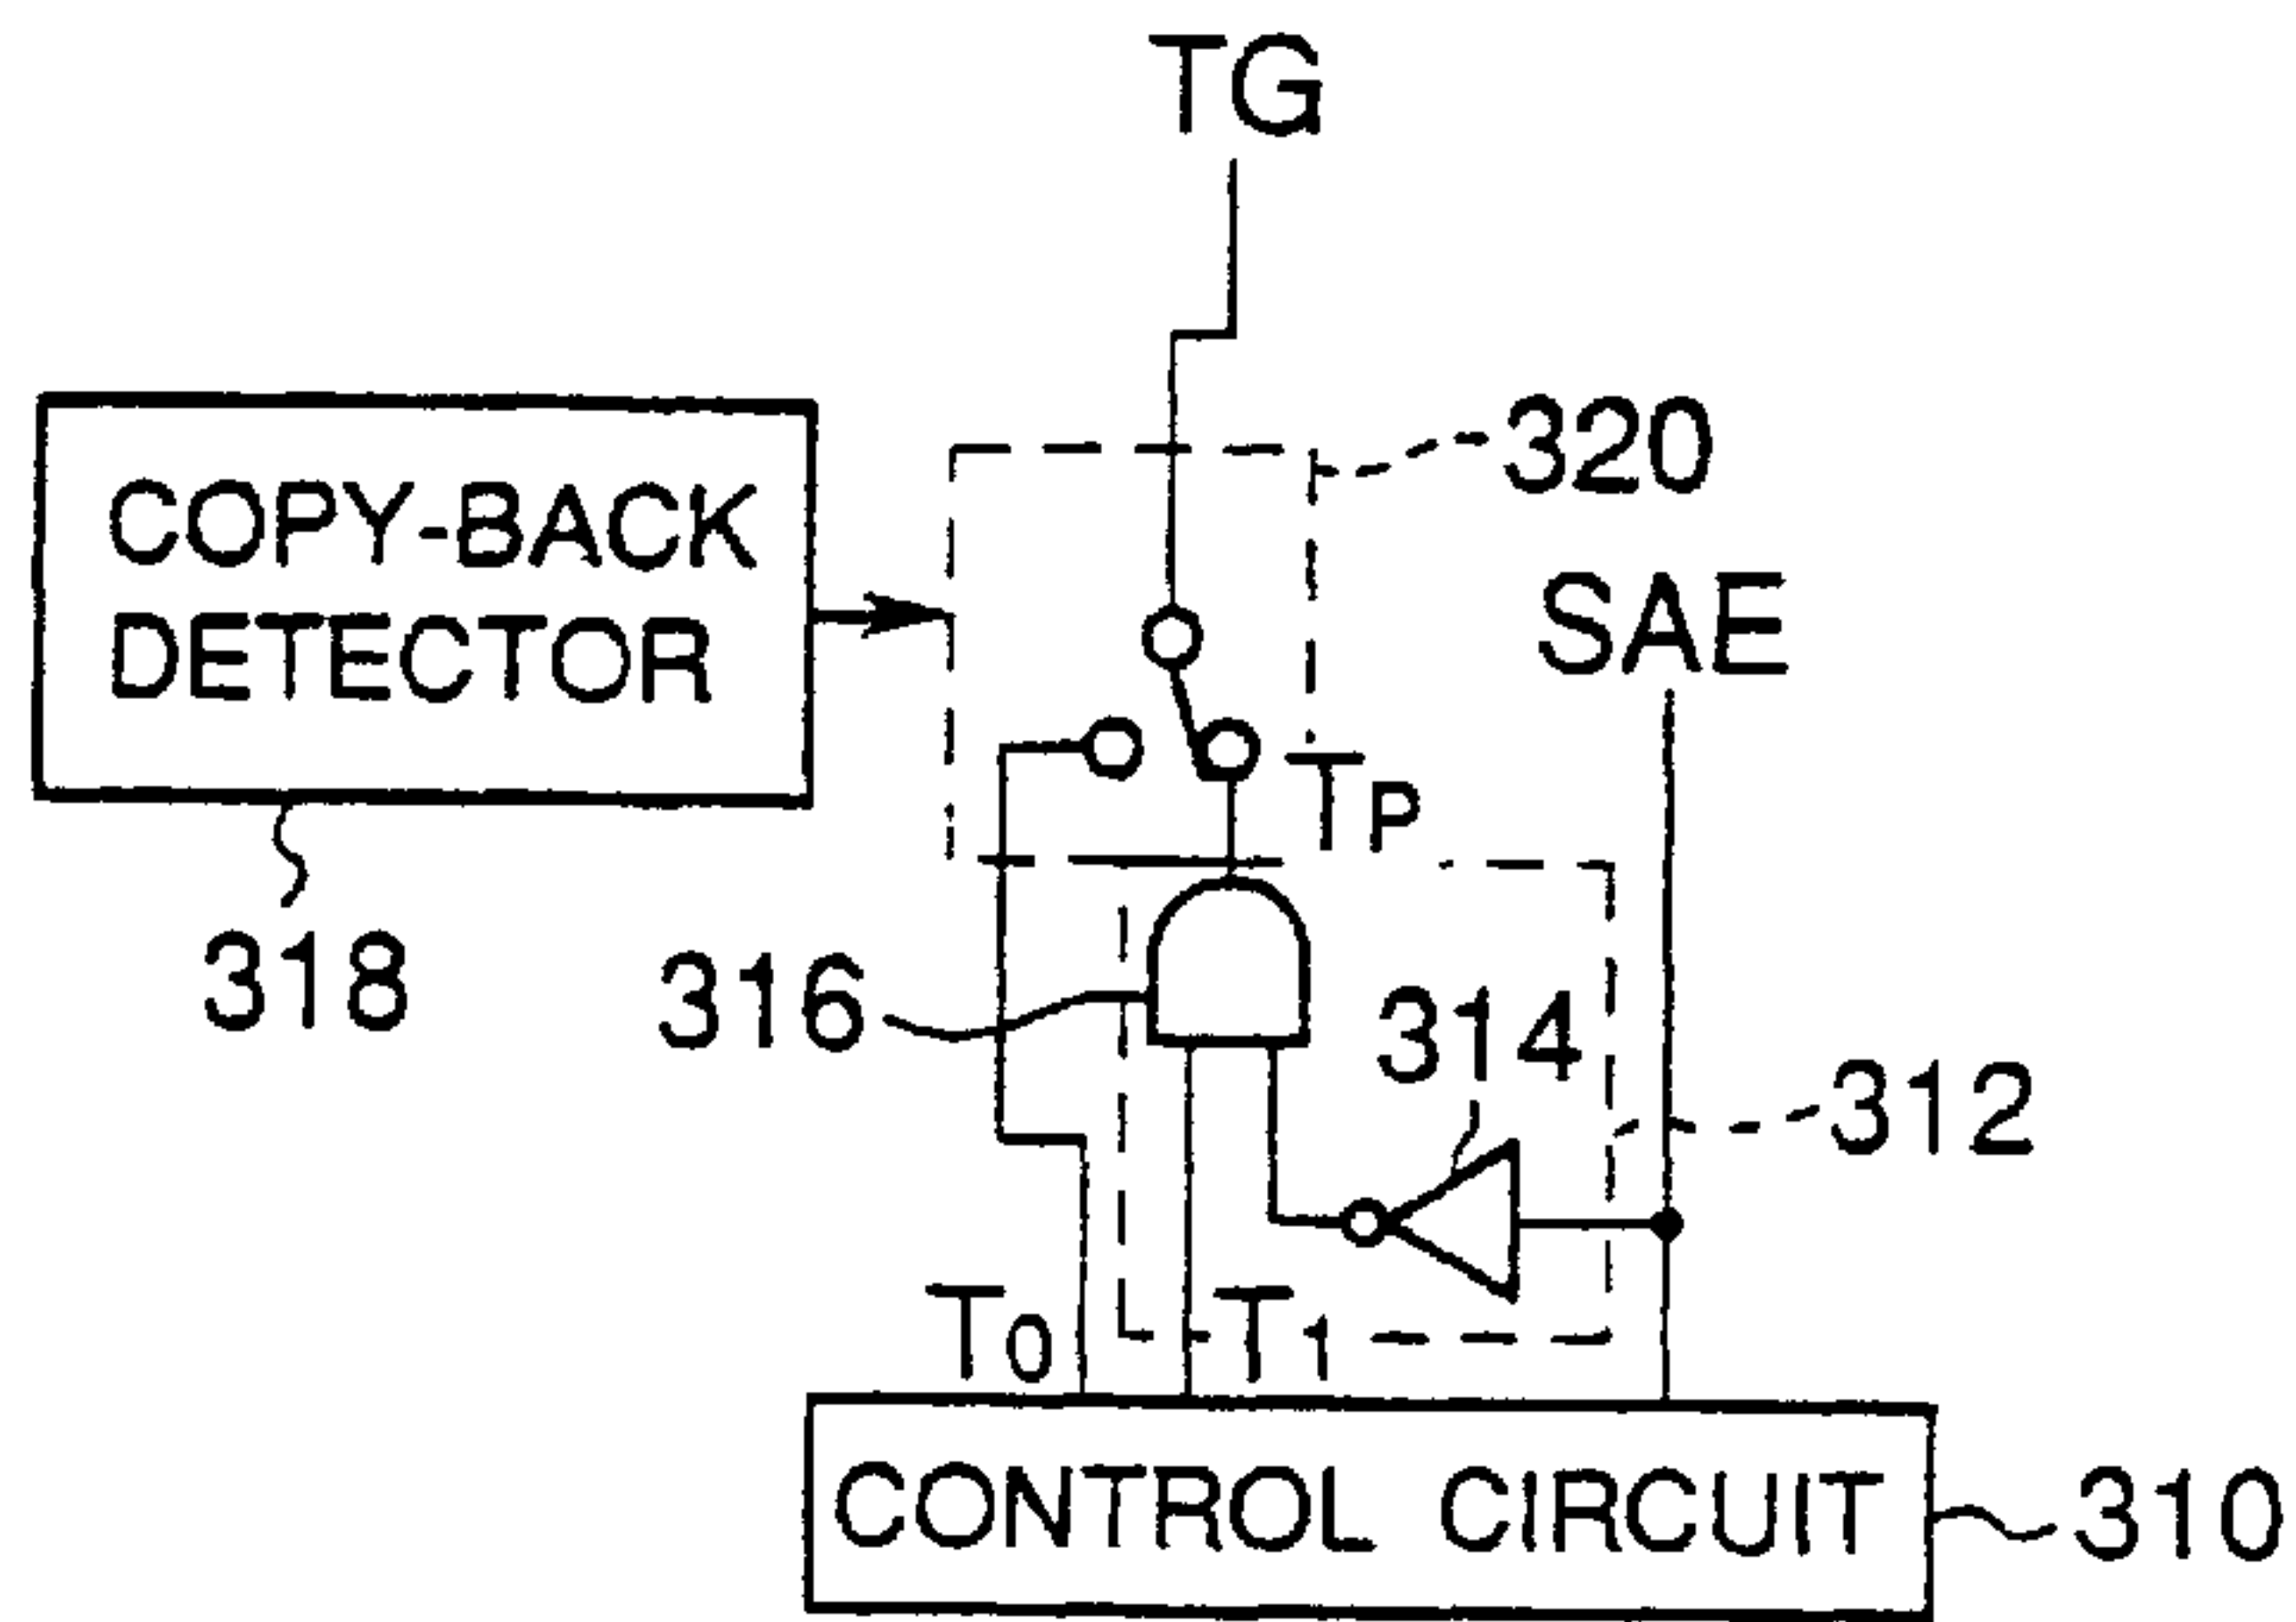 TG
320
COPY-BACK
DETECTOR
SAE
TP
318
316
314
312
T0
T1
CONTROL CIRCUIT
310